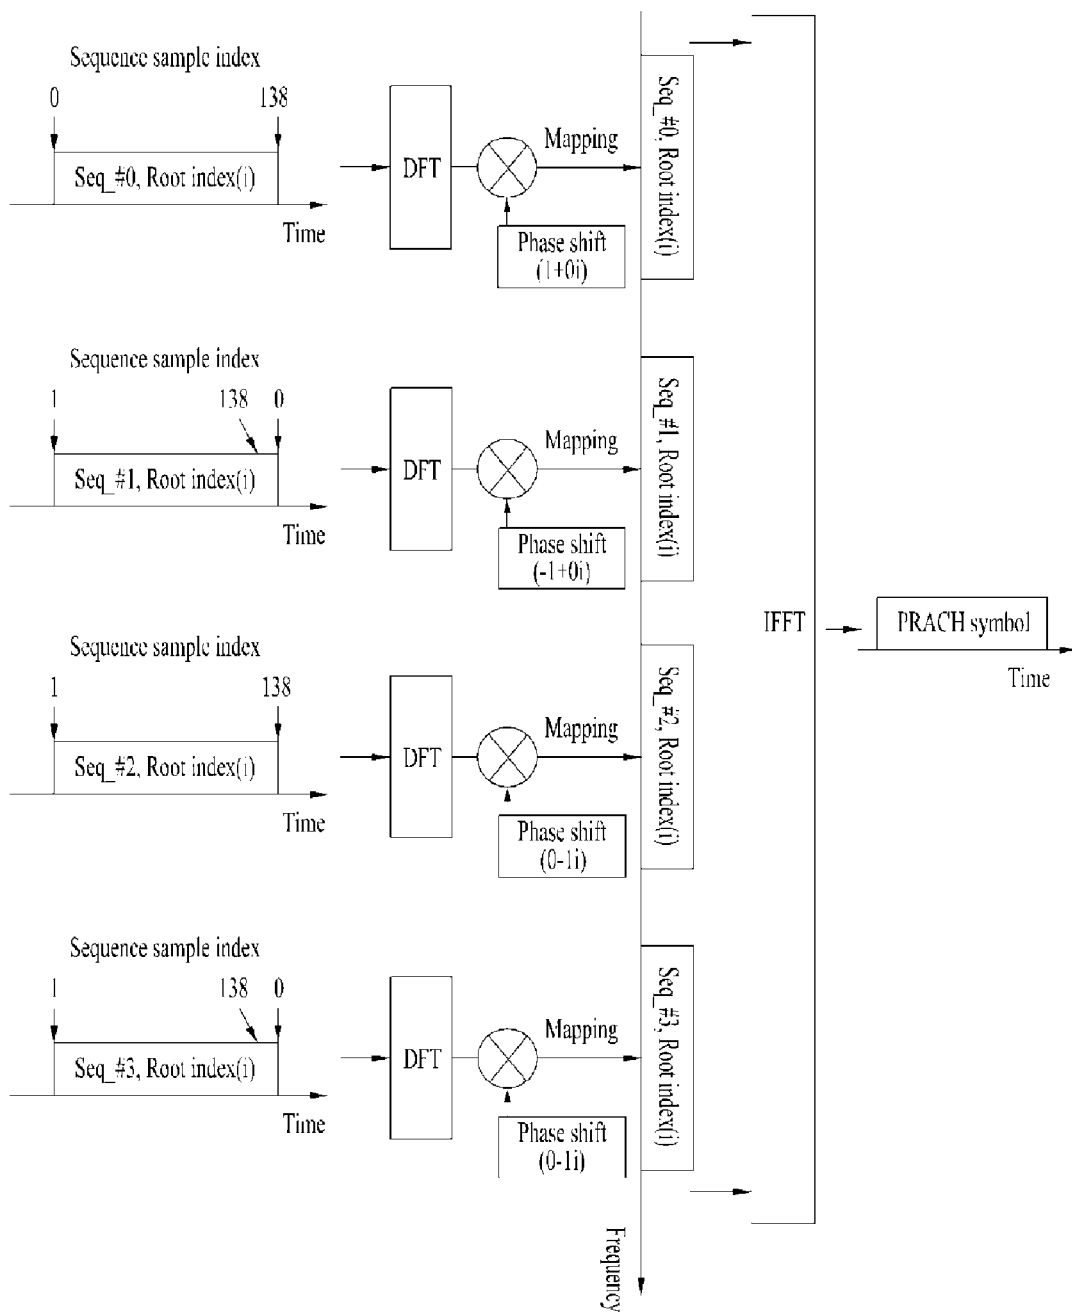 Sequence sample index
0
138
Seq_#0, Root index(i)
Time
DFT
Mapping
Phase shift
(1+0i)
Seq_#0, Root index(i)
Sequence sample index
1
138
0
Seq_#1, Root index(i)
Time
DFT
Mapping
Phase shift
(-1+0i)
Seq_#1, Root index(i)
Sequence sample index
1
138
Seq_#2, Root index(i)
Time
DFT
Mapping
Phase shift
(0-1i)
Seq_#2, Root index(i)
Sequence sample index
1
138
0
Seq_#3, Root index(i)
Time
DFT
Mapping
Phase shift
(0-1i)
Seq_#3, Root index(i)
Frequency
IFFT
PRACH symbol
Time